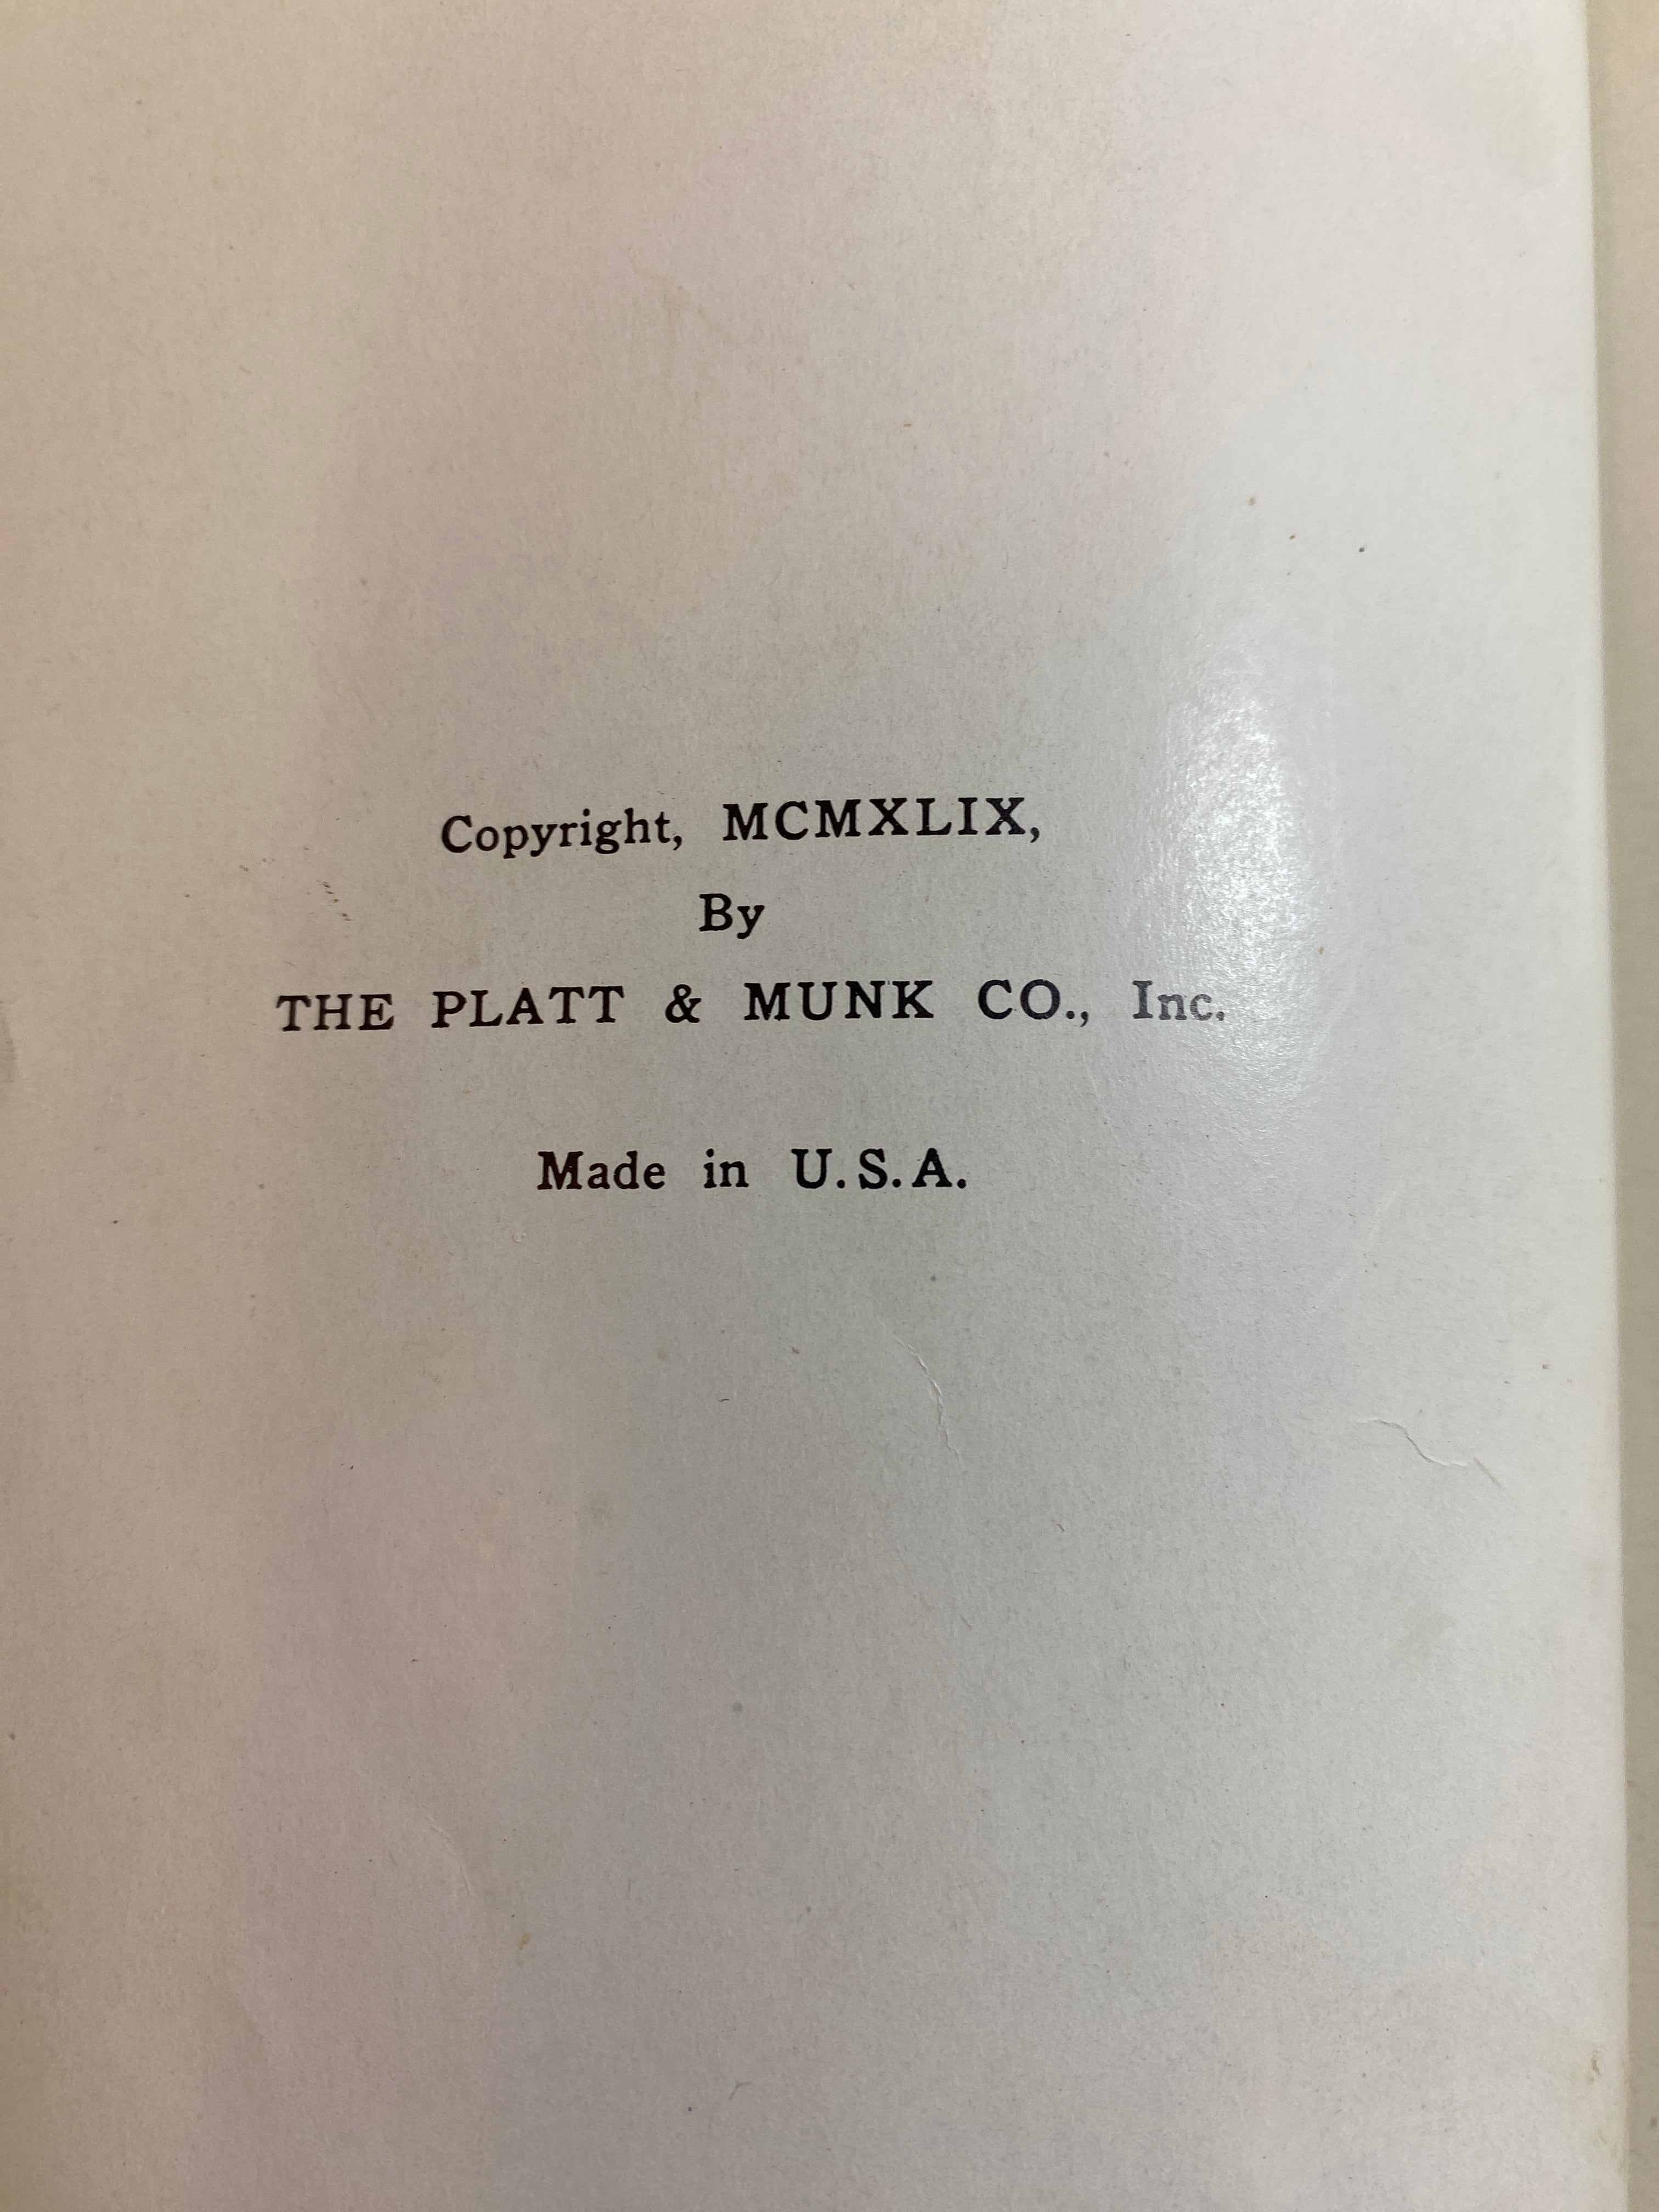 Copyright, MCMXLIX,
By
THE PLATT & MUNK CO., Inc.
Made in U.S.A.